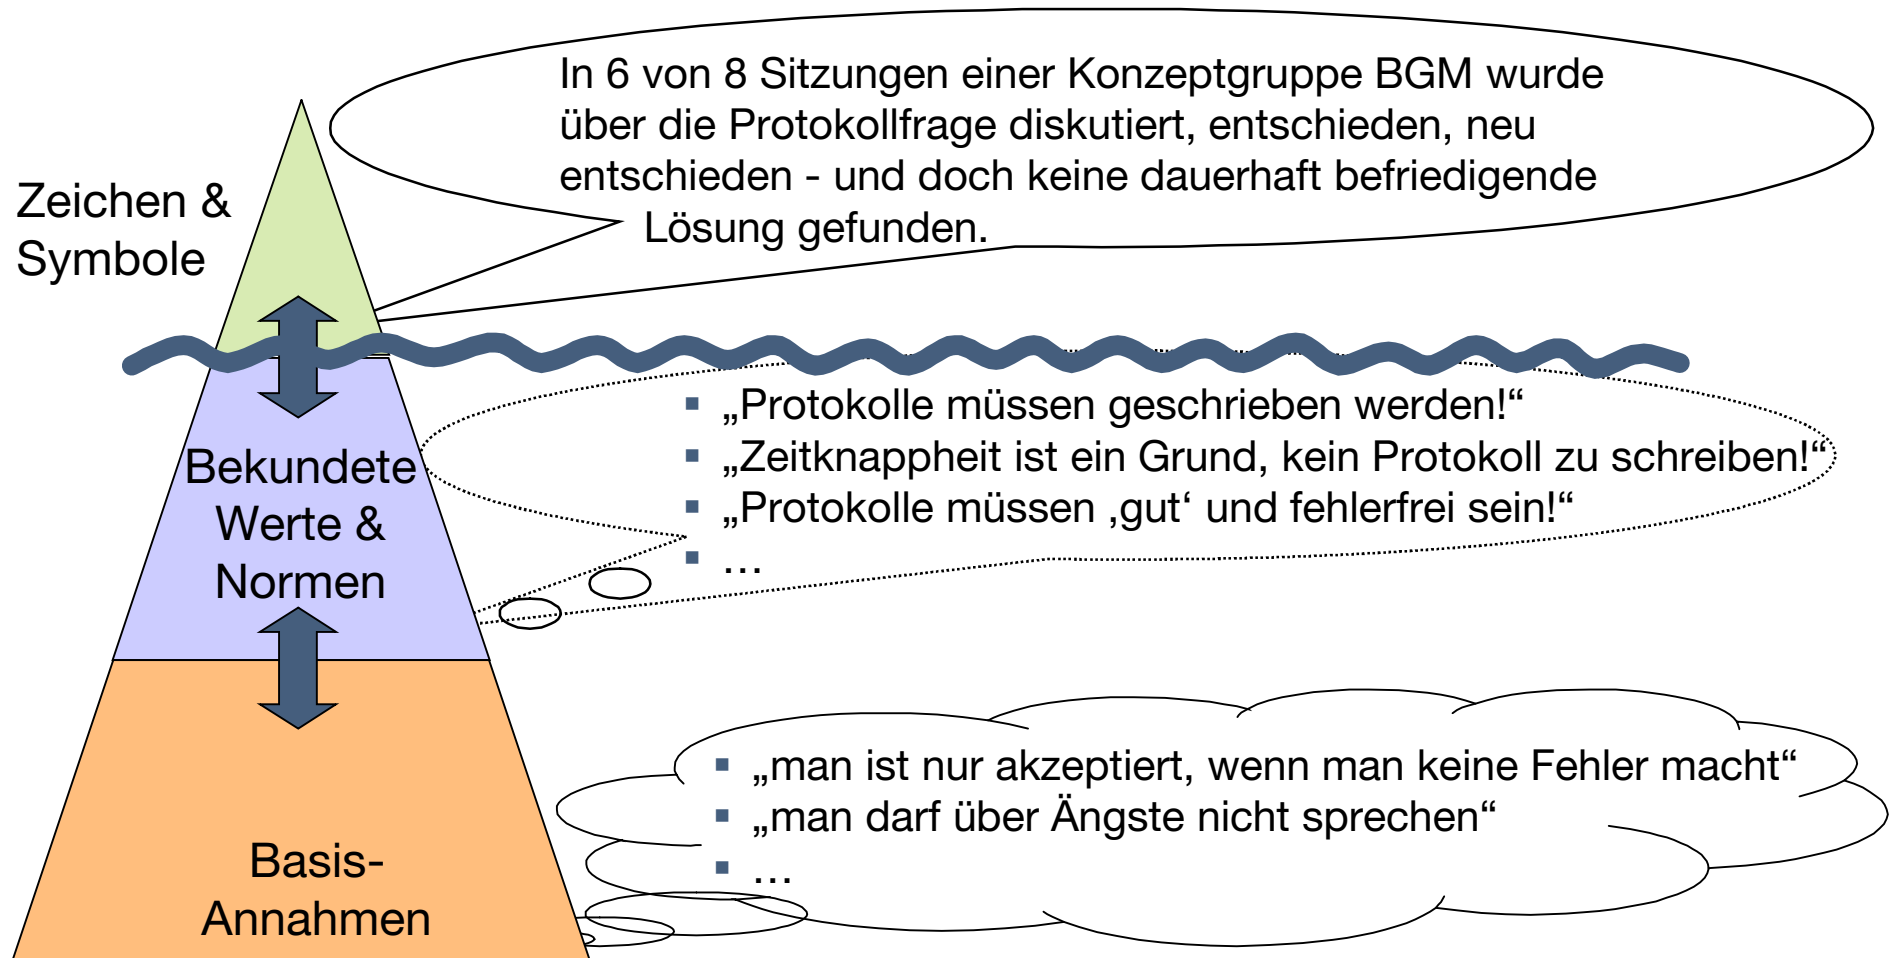 In 6 von 8 Sitzungen einer Konzeptgruppe BGM wurde
über die Protokollfrage diskutiert, entschieden, neu
entschieden - und doch keine dauerhaft befriedigende
Lösung gefunden.
Zeichen &
Symbole
▪ „Protokolle müssen geschrieben werden!“
▪ „Zeitknappheit ist ein Grund, kein Protokoll zu schreiben!“
▪ „Protokolle müssen ‚gut‘ und fehlerfrei sein!“
▪ …
Bekundete
Werte &
Normen
▪ „man ist nur akzeptiert, wenn man keine Fehler macht“
▪ „man darf über Ängste nicht sprechen“
▪ …
Basis-
Annahmen